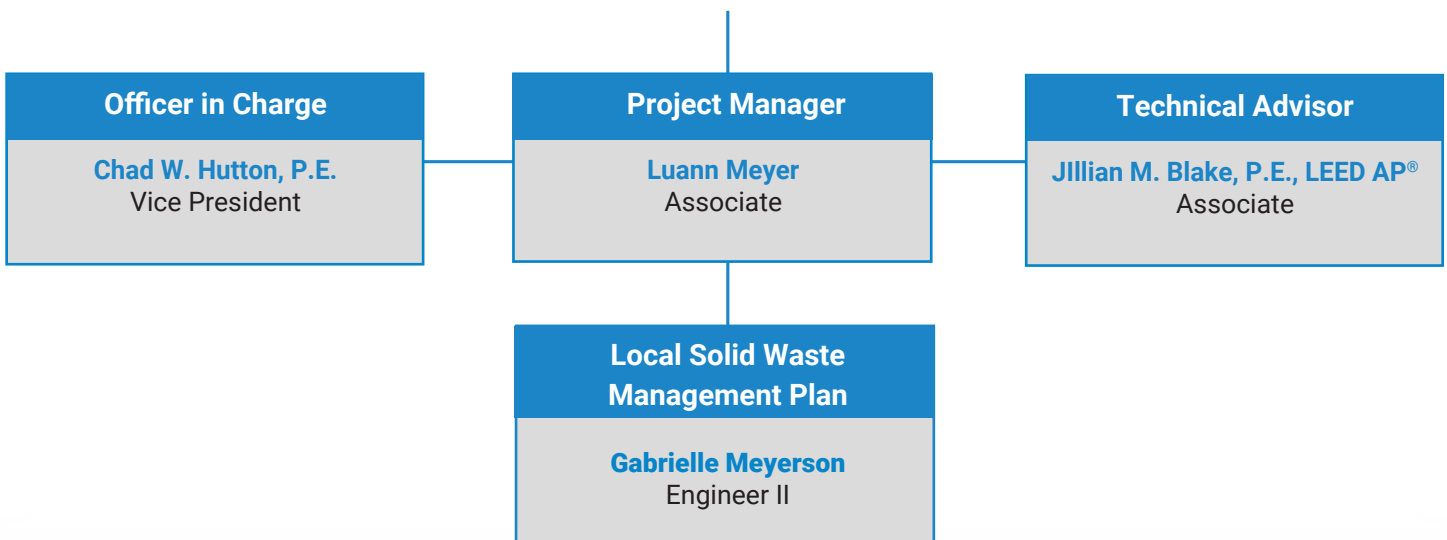 Officer in Charge
Chad W. Hutton, P.E.
Vice President
Project Manager
Luann Meyer
Associate
Technical Advisor
JIllian M. Blake, P.E., LEED AP®
Associate
Local Solid Waste
Management Plan
Gabrielle Meyerson
Engineer II